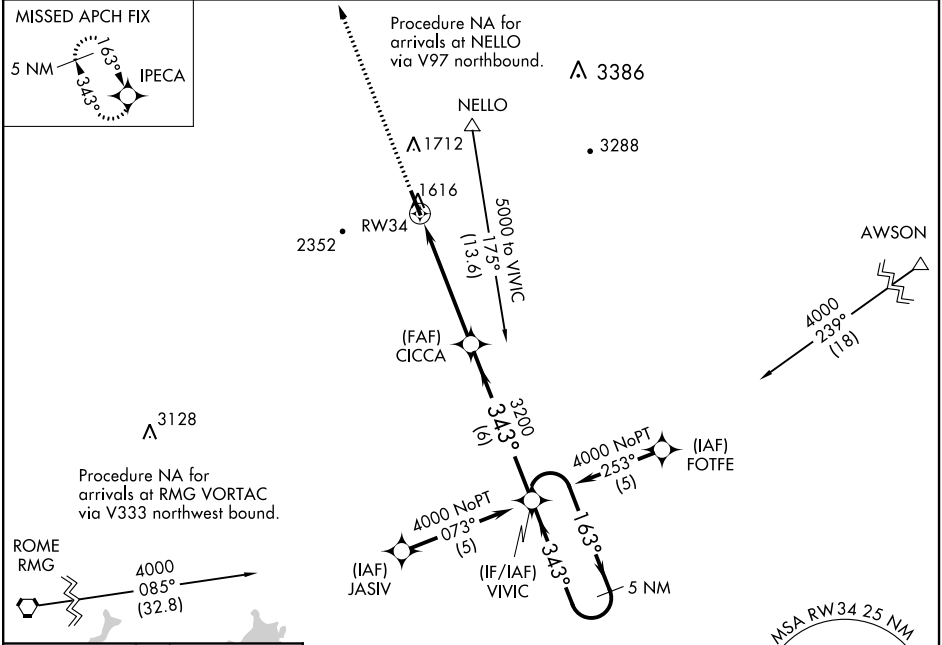 MISSED APCH FIX
5 NM
163°
343°
IPECA
Procedure NA for
arrivals at NELLO
via V97 northbound.
3386
NELLO
1712
3288
1616
RW34
2352
5000 to VIVIC
175°
(13.6)
AWSON
4000
239°
(18)
(FAF)
CICCA
3200
343°
(6)
3128
Procedure NA for
arrivals at RMG VORTAC
via V333 northwest bound.
4000 NoPT
253°
(5)
(IAF)
FOTFE
4000 NoPT
073°
(5)
(IAF)
JASIV
(IF/IAF)
VIVIC
343°
163°
5 NM
ROME
RMG
4000
085°
(32.8)
MSA RW34 25 NM